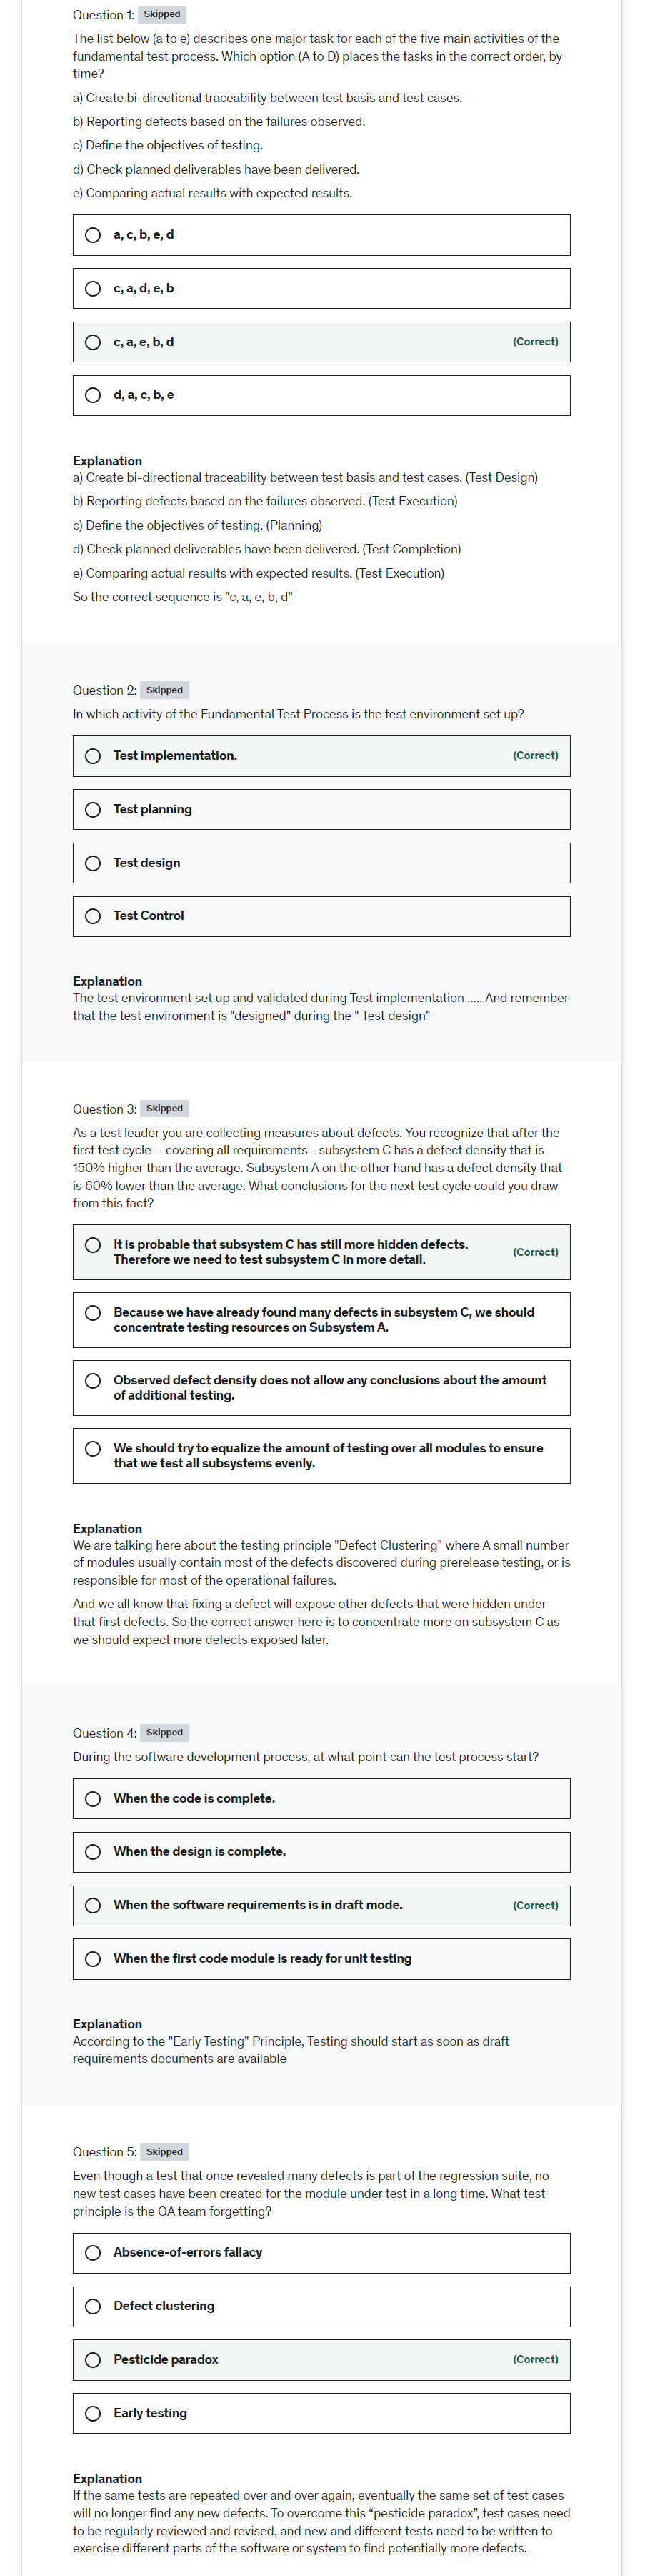 Question 1: Skipped
The list below (a to e) describes one major task for each of the five main activities of the
fundamental test process. Which option (A to D) places the tasks in the correct order, by
time?
a) Create bi-directional traceability between test basis and test cases.
b) Reporting defects based on the failures observed.
c) Define the objectives of testing.
d) Check planned deliverables have been delivered.
e) Comparing actual results with expected results.
a, c, b, e, d
c, a, d, e, b
c, a, e, b, d (Correct)
d, a, c, b, e
Explanation
a) Create bi-directional traceability between test basis and test cases. (Test Design)
b) Reporting defects based on the failures observed. (Test Execution)
c) Define the objectives of testing. (Planning)
d) Check planned deliverables have been delivered. (Test Completion)
e) Comparing actual results with expected results. (Test Execution)
So the correct sequence is "c, a, e, b, d"
Question 2: Skipped
In which activity of the Fundamental Test Process is the test environment set up?
Test implementation. (Correct)
Test planning
Test design
Test Control
Explanation
The test environment set up and validated during Test implementation ..... And remember
that the test environment is "designed" during the " Test design"
Question 3: Skipped
As a test leader you are collecting measures about defects. You recognize that after the
first test cycle – covering all requirements - subsystem C has a defect density that is
150% higher than the average. Subsystem A on the other hand has a defect density that
is 60% lower than the average. What conclusions for the next test cycle could you draw
from this fact?
It is probable that subsystem C has still more hidden defects.
Therefore we need to test subsystem C in more detail.
(Correct)
Because we have already found many defects in subsystem C, we should
concentrate testing resources on Subsystem A.
Observed defect density does not allow any conclusions about the amount
of additional testing.
We should try to equalize the amount of testing over all modules to ensure
that we test all subsystems evenly.
Explanation
We are talking here about the testing principle "Defect Clustering" where A small number
of modules usually contain most of the defects discovered during prerelease testing, or is
responsible for most of the operational failures.
And we all know that fixing a defect will expose other defects that were hidden under
that first defects. So the correct answer here is to concentrate more on subsystem C as
we should expect more defects exposed later.
Question 4: Skipped
During the software development process, at what point can the test process start?
When the code is complete.
When the design is complete.
When the software requirements is in draft mode. (Correct)
When the first code module is ready for unit testing
Explanation
According to the "Early Testing" Principle, Testing should start as soon as draft
requirements documents are available
Question 5: Skipped
Even though a test that once revealed many defects is part of the regression suite, no
new test cases have been created for the module under test in a long time. What test
principle is the QA team forgetting?
Absence-of-errors fallacy
Defect clustering
Pesticide paradox (Correct)
Early testing
Explanation
If the same tests are repeated over and over again, eventually the same set of test cases
will no longer find any new defects. To overcome this “pesticide paradox”, test cases need
to be regularly reviewed and revised, and new and different tests need to be written to
exercise different parts of the software or system to find potentially more defects.